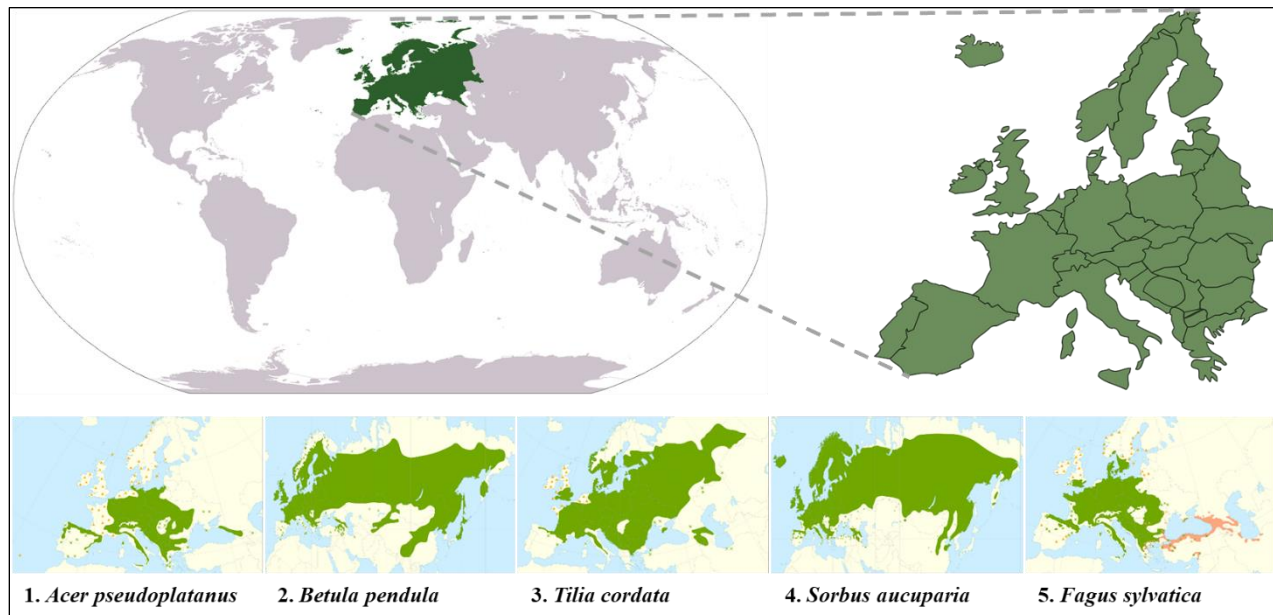 1. Acer pseudoplatanus 2. Betula pendula 3. Tilia cordata 4. Sorbus aucuparia 5. Fagus sylvatica